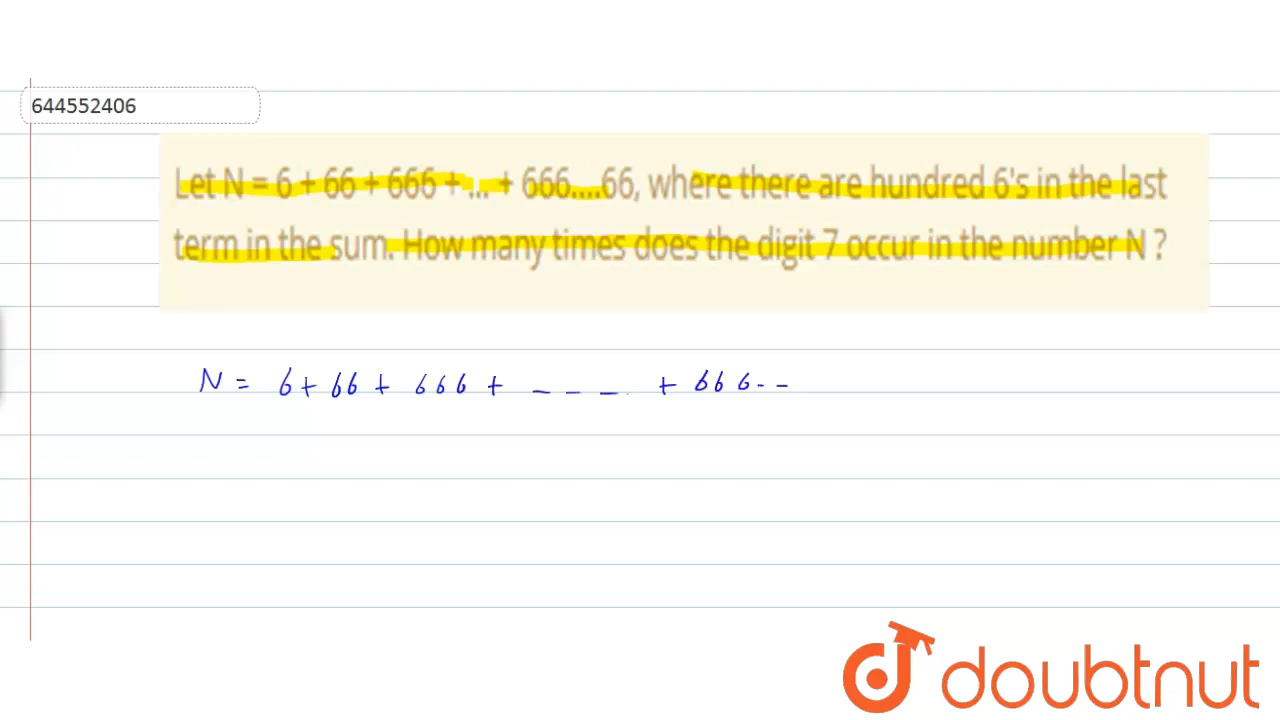 644552406
Let N = 6 + 66 + 666 + ... + 666....66, where there are hundred 6's in the last
term in the sum. How many times does the digit 7 occur in the number N ?
N = 6 + 66 + 666 + _ _ _ . + 666--
doubtnut